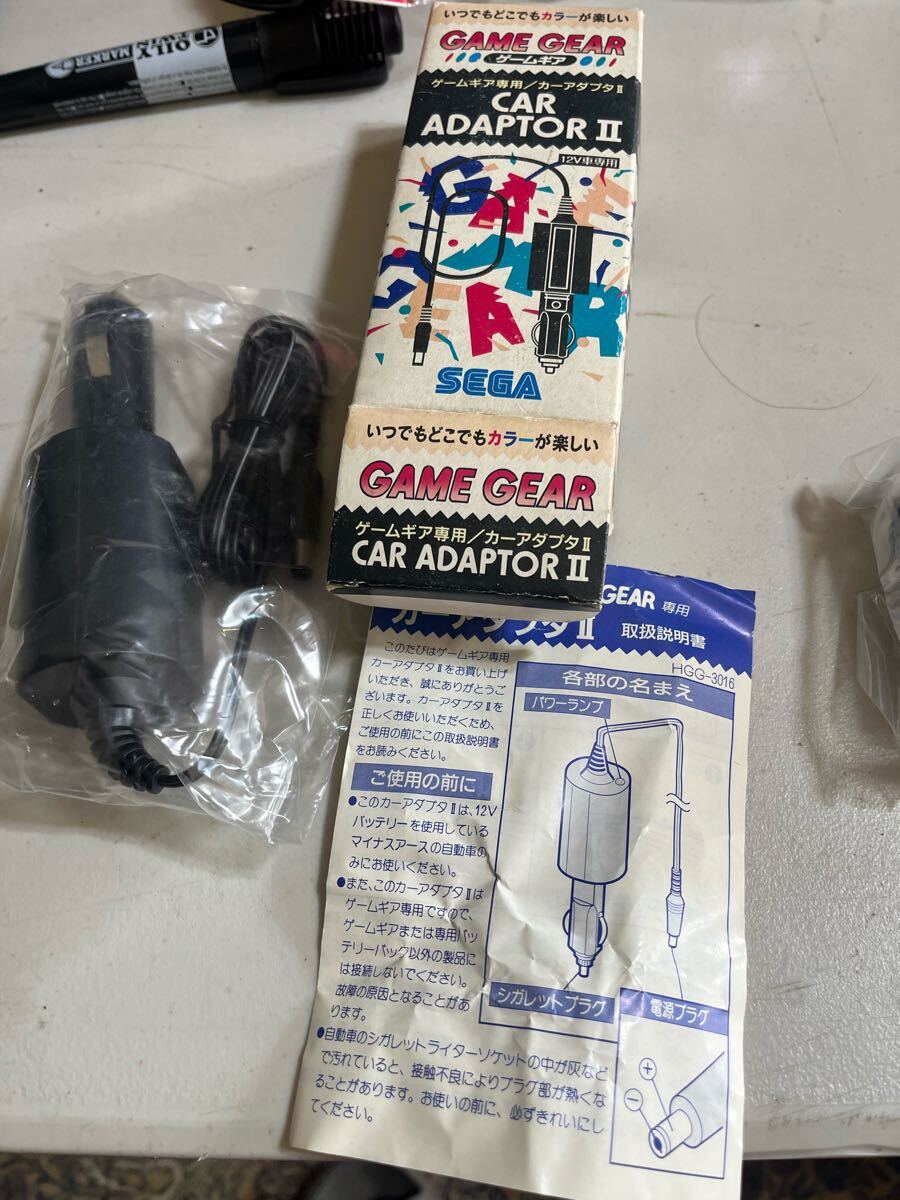 OILY
MARKER
いつでもどこでもカラーが楽しい
GAME GEAR
ゲームギア
ゲームギア専用/カーアダプタⅡ
CAR
ADAPTOR Ⅱ
12V車専用
GAME
GEAR
SEGA
いつでもどこでもカラーが楽しい
GAME GEAR
ゲームギア専用/カーアダプタⅡ
CAR ADAPTOR Ⅱ
GEAR 専用
カーアダプタⅡ 取扱説明書
HGG-3016
このたびはゲームギア専用
カーアダプタⅡをお買い上げ
いただき、誠にありがとうご
ざいます。カーアダプタⅡを
正しくお使いいただくため、
ご使用の前にこの取扱説明書
をお読みください。
ご使用の前に
●このカーアダプタⅡは、12V
バッテリーを使用している
マイナスアースの自動車の
みにお使いください。
●また、このカーアダプタⅡは
ゲームギア専用ですので、
ゲームギアまたは専用バッ
テリーパック以外の製品に
は接続しないでください。
故障の原因となることがあ
ります。
●自動車のシガレットライターソケットの中が灰など
で汚れていると、接触不良によりプラグ部が熱くな
ることがあります。お使いの前に、必ずきれいにし
てください。
各部の名まえ
パワーランプ
シガレットプラグ
電源プラグ
+
−